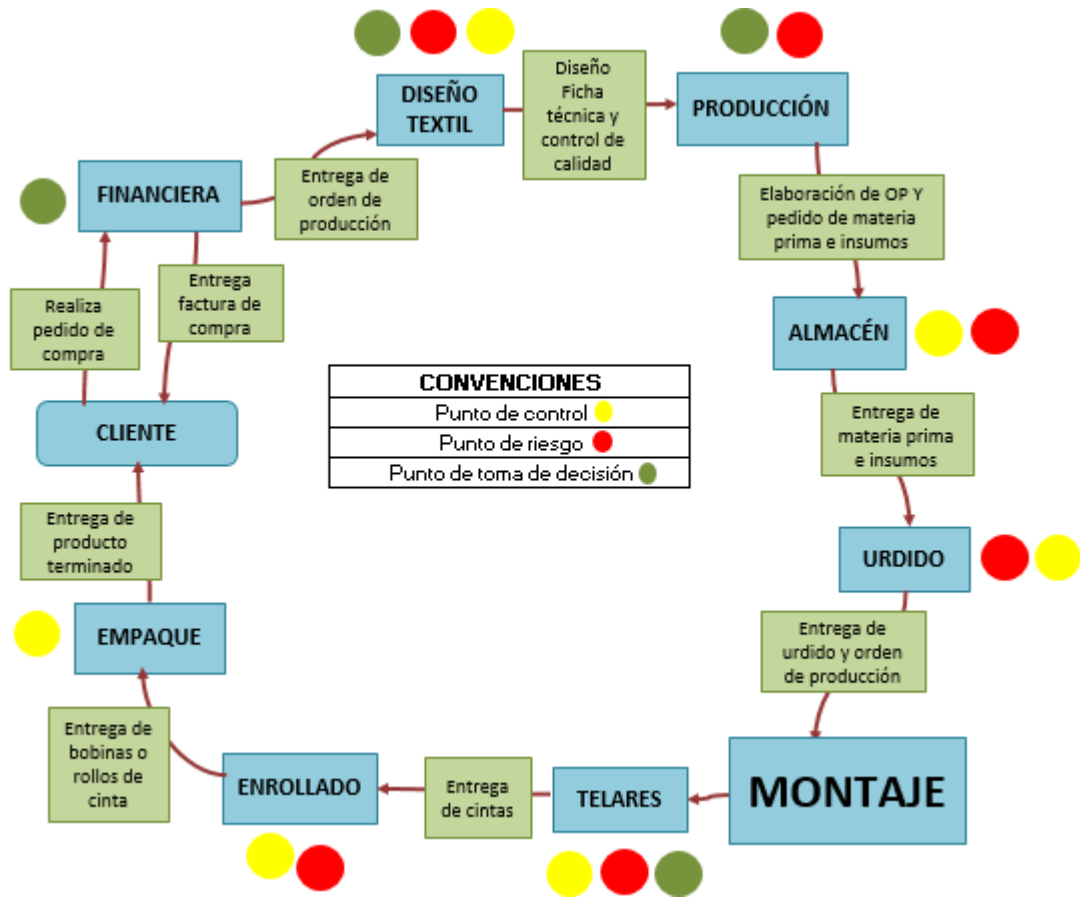 DISEÑO
TEXTIL
Diseño
Ficha
técnica y
control de
calidad
PRODUCCIÓN
FINANCIERA
Entrega de
orden de
producción
Elaboración de OP Y
pedido de materia
prima e insumos
Realiza
pedido de
compra
Entrega
factura de
compra
ALMACÉN
CONVENCIONES
Punto de control
Punto de riesgo
Punto de toma de decisión
CLIENTE
Entrega de
materia prima
e insumos
Entrega de
producto
terminado
URDIDO
EMPAQUE
Entrega de
urdido y orden
de producción
Entrega de
bobinas o
rollos de
cinta
ENROLLADO
Entrega
de cintas
TELARES
MONTAJE